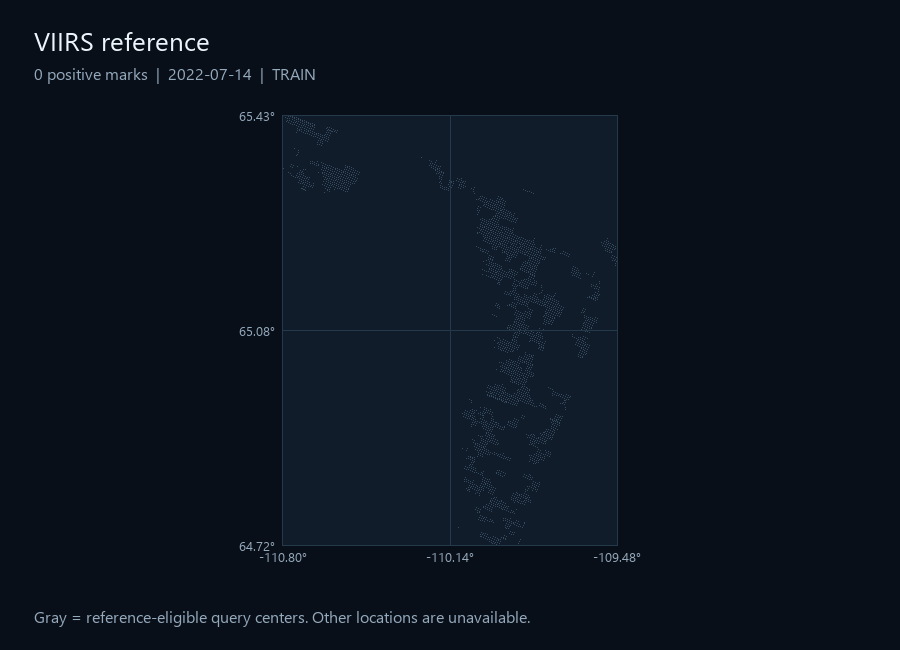 VIIRS reference
0 positive marks | 2022-07-14 | TRAIN
65.43°
65.08°
64.72°
-110.80°
-110.14°
-109.48°
Gray = reference-eligible query centers. Other locations are unavailable.